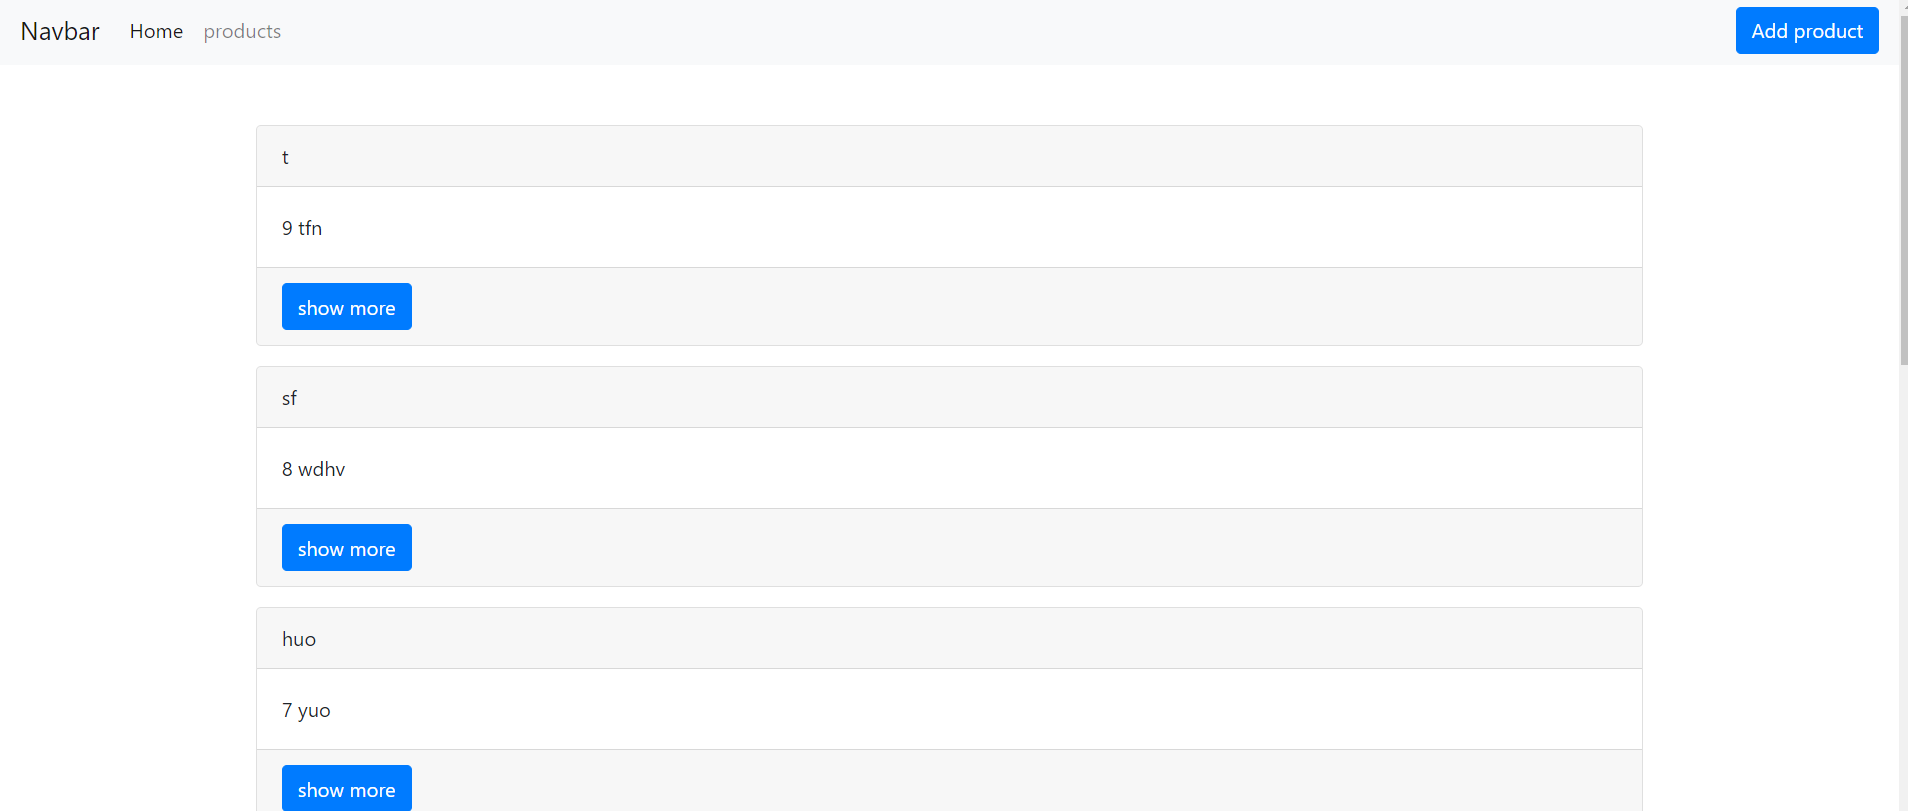 Navbar Home products Add product
t
9 tfn
show more
sf
8 wdhv
show more
huo
7 yuo
show more